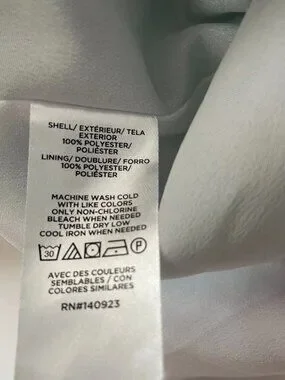 SHELL/ EXTÉRIEUR/ TELA
EXTERIOR
100% POLYESTER/
POLIÉSTER
LINING/ DOUBLURE/ FORRO
100% POLYESTER/
POLIÉSTER
MACHINE WASH COLD
WITH LIKE COLORS
ONLY NON-CHLORINE
BLEACH WHEN NEEDED
TUMBLE DRY LOW
COOL IRON WHEN NEEDED
30 P
AVEC DES COULEURS
SEMBLABLES / CON
COLORES SIMILARES
RN#140923